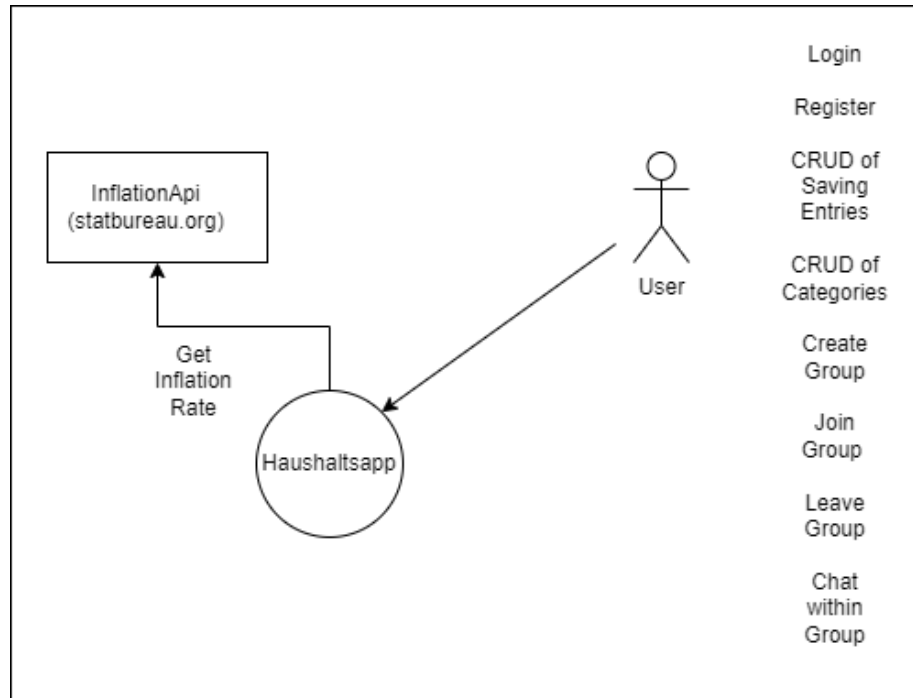 InflationApi
(statbureau.org)
Get
Inflation
Rate
Haushaltsapp
User
Login
Register
CRUD of
Saving
Entries
CRUD of
Categories
Create
Group
Join
Group
Leave
Group
Chat
within
Group